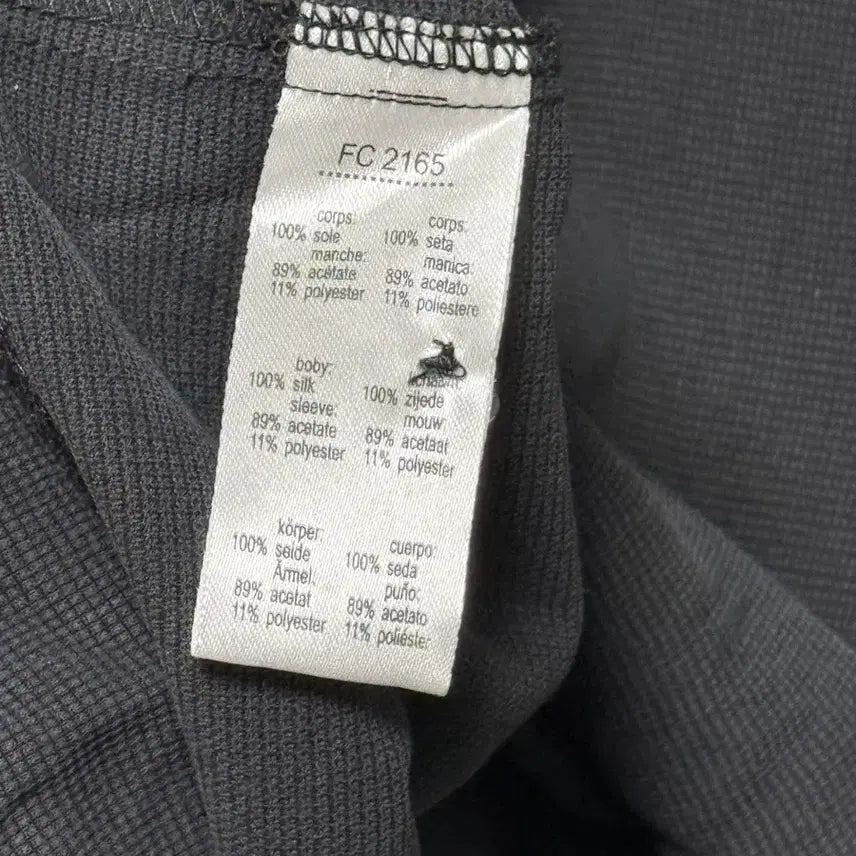 FC 2165
corps:
100% sole
manche:
89% acétate
11% polyester
corps:
100% seta
manica:
89% acetato
11% poliestere
boby:
100% silk
sleeve:
89% acetate
11% polyester
100% zijede
mouw:
89% acetaat
11% polyester
körper:
100% seide
Ärmel:
89% acetat
11% polyester
cuerpo:
100% seda
puño:
89% acetato
11% poliéste: